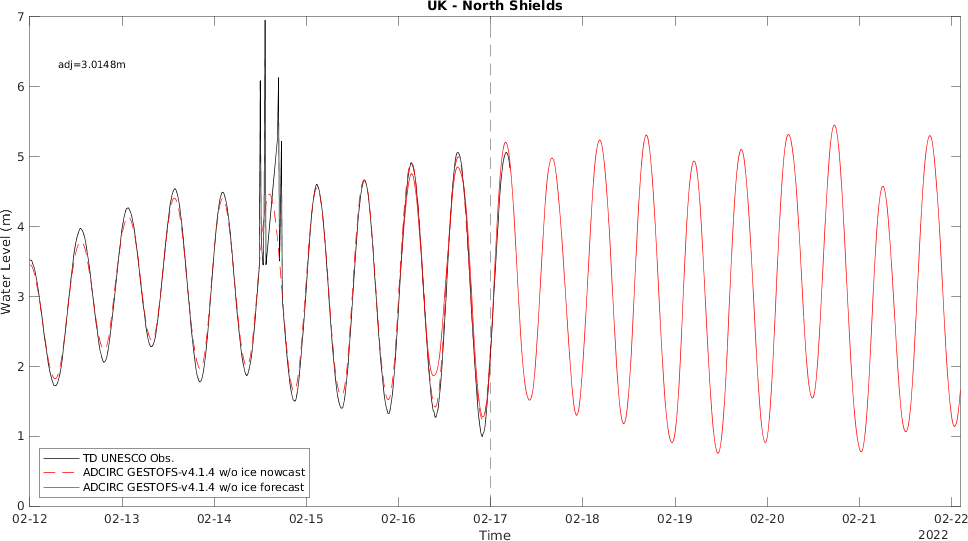 UK - North Shields
7
adj=3.0148m
6
5
4
3
2
1
0
Water Level (m)
TD UNESCO Obs.
ADCIRC GESTOFS-v4.1.4 w/o ice nowcast
ADCIRC GESTOFS-v4.1.4 w/o ice forecast
02-12 02-13 02-14 02-15 02-16 02-17 02-18 02-19 02-20 02-21 02-22
Time
2022